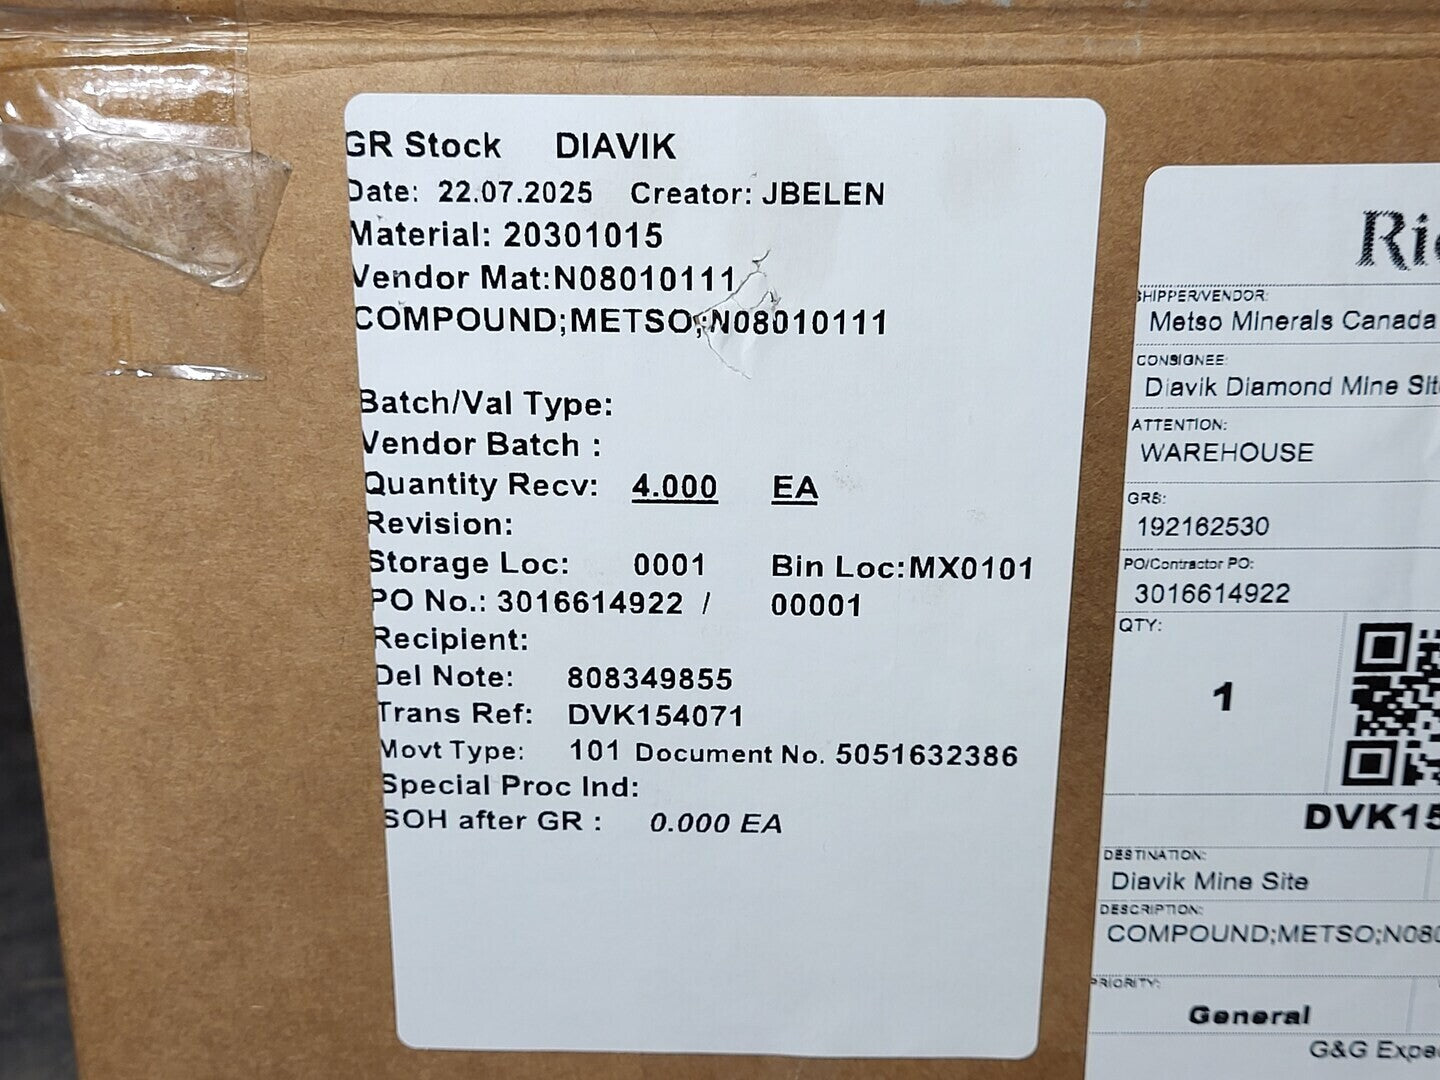 GR Stock DIAVIK
Date: 22.07.2025 Creator: JBELEN
Material: 20301015
Vendor Mat:N08010111
COMPOUND;METSO;N08010111
Batch/Val Type:
Vendor Batch :
Quantity Recv: 4.000 EA
Revision:
Storage Loc: 0001 Bin Loc:MX0101
PO No.: 3016614922 / 00001
Recipient:
Del Note: 808349855
Trans Ref: DVK154071
Movt Type: 101 Document No. 5051632386
Special Proc Ind:
SOH after GR : 0.000 EA
SHIPPER/VENDOR:
Metso Minerals Canada
CONSIGNEE:
Diavik Diamond Mine
ATTENTION:
WAREHOUSE
GRS:
192162530
PO/Contractor PO:
3016614922
QTY:
1
DVK15
DESTINATION:
Diavik Mine Site
DESCRIPTION:
COMPOUND;METSO;N080
PRIORITY:
General
G&G